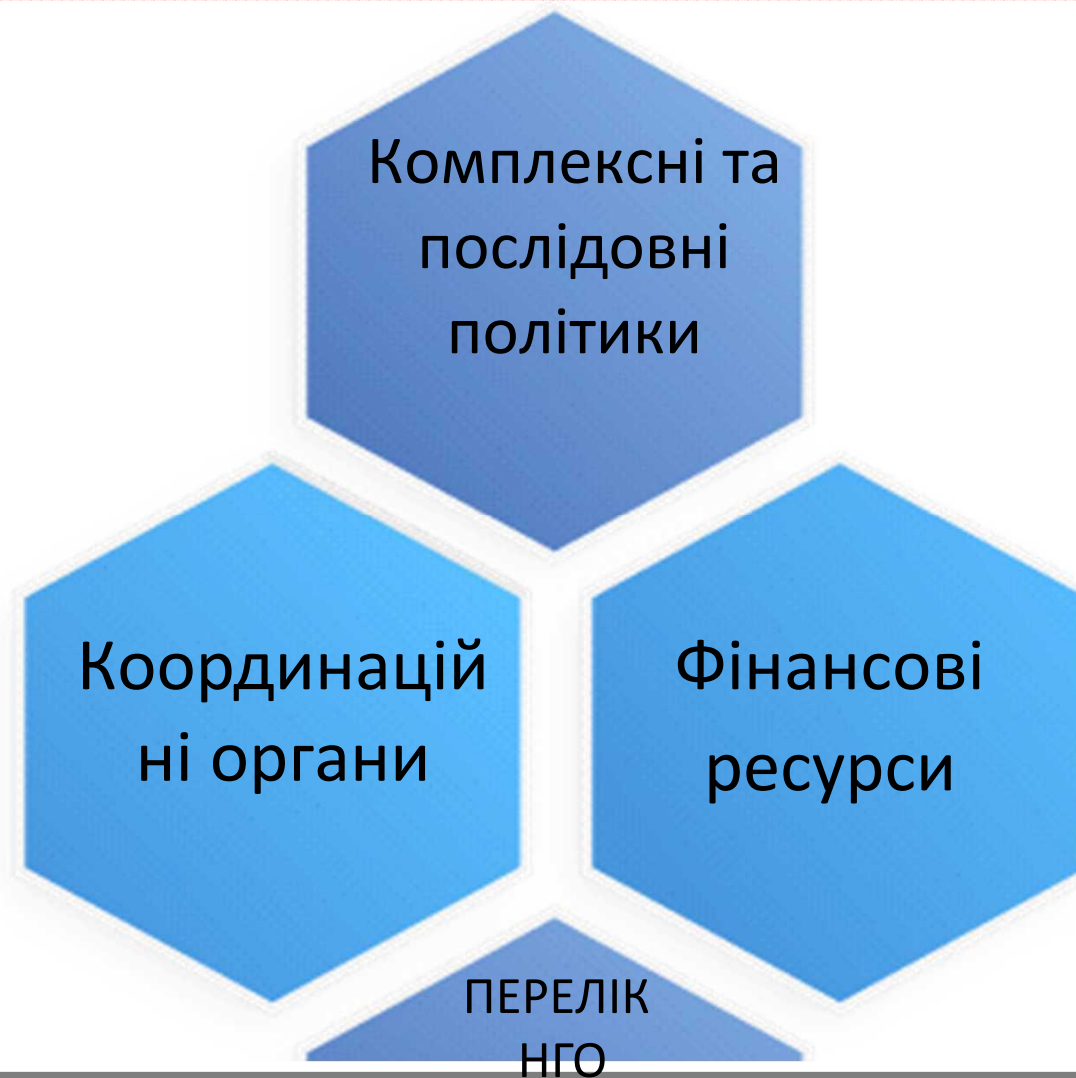 Комплексні та
послідовні
політики
Координацій
ні органи
Фінансові
ресурси
ПЕРЕЛІК
НГО